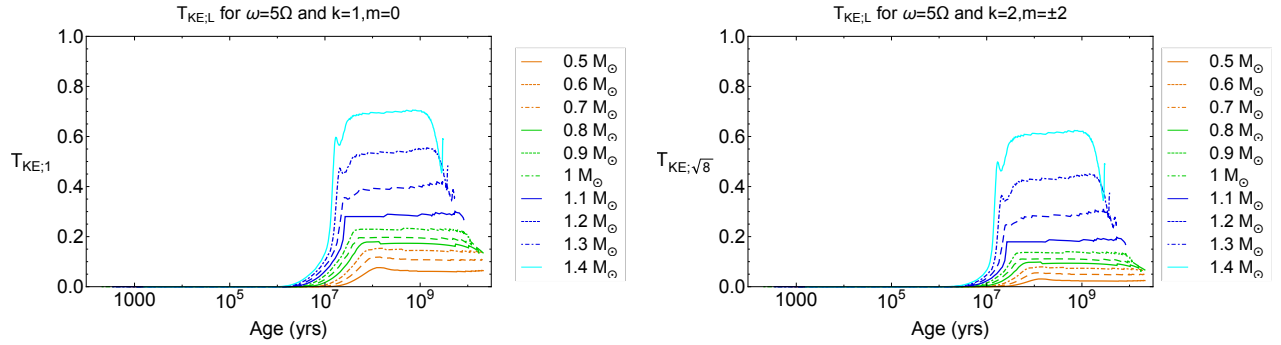 T_KE;L for ω=5Ω and k=1,m=0
1.0
0.8
0.6
0.4
0.2
0.0
T_KE;1
1000
10^5
10^7
10^9
Age (yrs)
0.5 M_⊙
0.6 M_⊙
0.7 M_⊙
0.8 M_⊙
0.9 M_⊙
1 M_⊙
1.1 M_⊙
1.2 M_⊙
1.3 M_⊙
1.4 M_⊙
T_KE;L for ω=5Ω and k=2,m=±2
1.0
0.8
0.6
0.4
0.2
0.0
T_KE;√8
1000
10^5
10^7
10^9
Age (yrs)
0.5 M_⊙
0.6 M_⊙
0.7 M_⊙
0.8 M_⊙
0.9 M_⊙
1 M_⊙
1.1 M_⊙
1.2 M_⊙
1.3 M_⊙
1.4 M_⊙